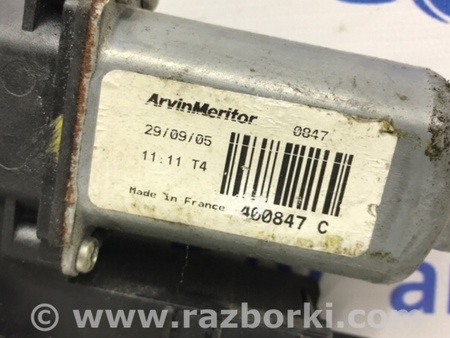 ArvinMeritor 0847
29/09/05
11:11 T4
Made in France 400847 C
© www.razborki.com